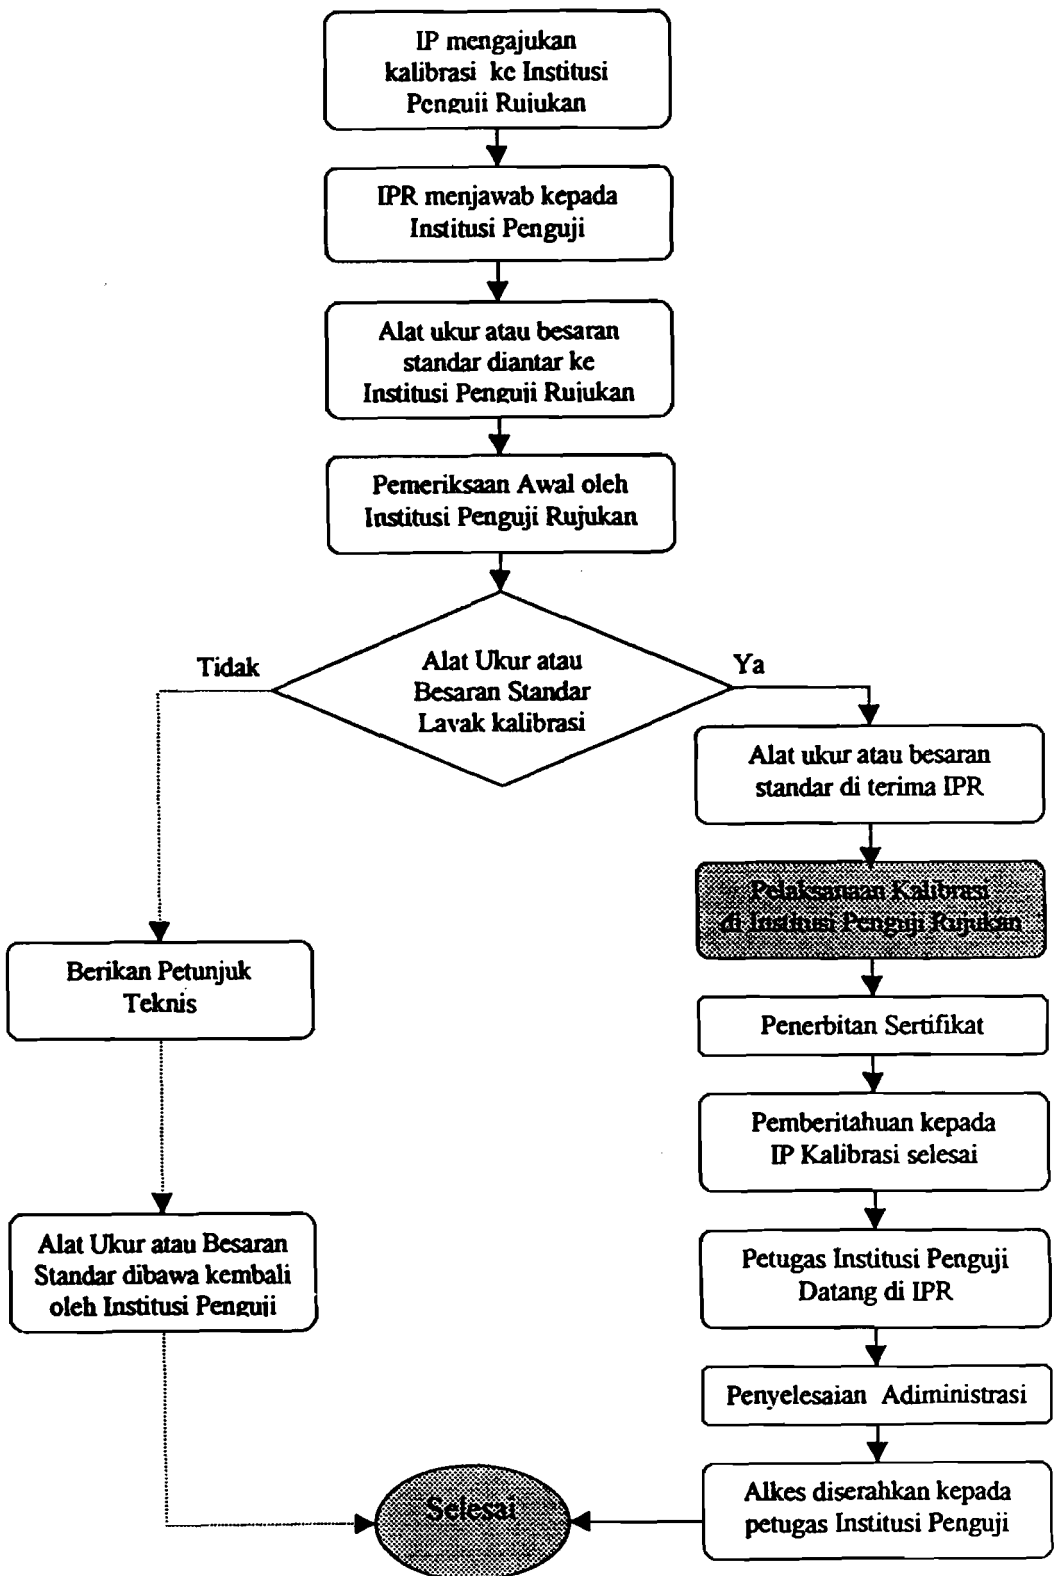 IP mengajukan
kalibrasi ke Institusi
Penguji Rujukan
IPR menjawab kepada
Institusi Penguji
Alat ukur atau besaran
standar diantar ke
Institusi Penguji Rujukan
Pemeriksaan Awal oleh
Institusi Penguji Rujukan
Tidak
Alat Ukur atau
Besaran Standar
Layak kalibrasi
Ya
Alat ukur atau besaran
standar di terima IPR
Pelaksanaan Kalibrasi
di Institusi Penguji Rujukan
Berikan Petunjuk
Teknis
Penerbitan Sertifikat
Pemberitahuan kepada
IP Kalibrasi selesai
Alat Ukur atau Besaran
Standar dibawa kembali
oleh Institusi Penguji
Petugas Institusi Penguji
Datang di IPR
Penyelesaian Adiministrasi
Alkes diserahkan kepada
petugas Institusi Penguji
Selesai